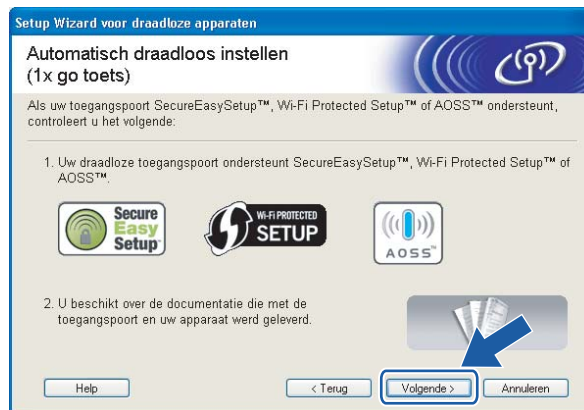 Setup Wizard voor draadloze apparaten
Automatisch draadloos instellen
(1x go toets)
Als uw toegangspoort SecureEasySetup™, Wi-Fi Protected Setup™ of AOSS™ ondersteunt,
controleert u het volgende:
1. Uw draadloze toegangspoort ondersteunt SecureEasySetup™, Wi-Fi Protected Setup™ of
AOSS™.
Secure
Easy
Setup
WI-FI PROTECTED
SETUP
AOSS™
2. U beschikt over de documentatie die met de
toegangspoort en uw apparaat werd geleverd.
Help
< Terug
Volgende >
Annuleren